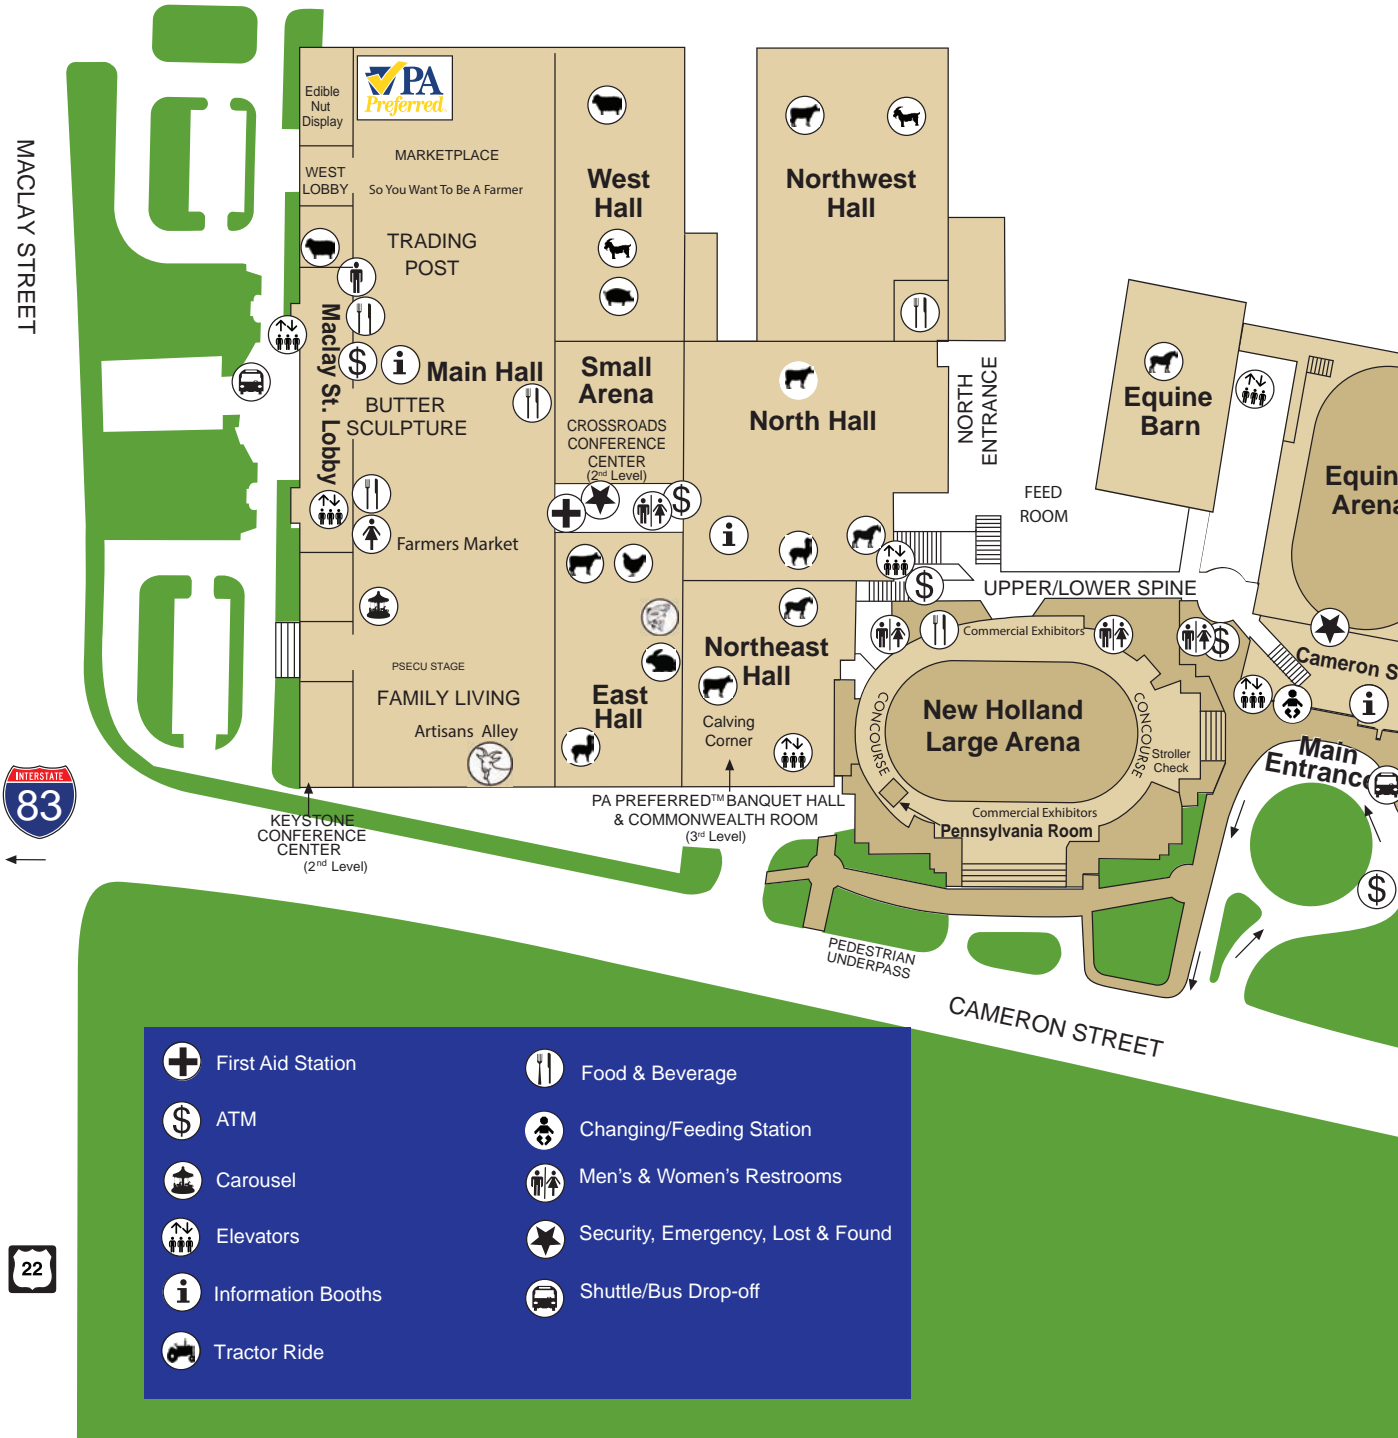 MACLAY STREET
Edible
Nut
Display
PA
Preferred
MARKETPLACE
WEST
LOBBY
So You Want To Be A Farmer
TRADING
POST
Maclay St. Lobby
$
i
Main Hall
BUTTER
SCULPTURE
Farmers Market
PSECU STAGE
FAMILY LIVING
Artisans Alley
West
Hall
Small
Arena
CROSSROADS
CONFERENCE
CENTER
(2nd Level)
$
East
Hall
Northwest
Hall
North Hall
i
NORTH
ENTRANCE
$
Northeast
Hall
Calving
Corner
FEED
ROOM
UPPER/LOWER SPINE
Equine
Barn
Equin
Arena
Commercial Exhibitors
$
Cameron S
i
CONCOURSE
New Holland
Large Arena
CONCOURSE
Stroller
Check
Main
Entrance
Commercial Exhibitors
Pennsylvania Room
$
INTERSTATE
83
KEYSTONE
CONFERENCE
CENTER
(2nd Level)
PA PREFERRED™ BANQUET HALL
& COMMONWEALTH ROOM
(3rd Level)
PEDESTRIAN
UNDERPASS
CAMERON STREET
First Aid Station
$ ATM
Carousel
Elevators
i Information Booths
Tractor Ride
Food & Beverage
Changing/Feeding Station
Men's & Women's Restrooms
Security, Emergency, Lost & Found
Shuttle/Bus Drop-off
22